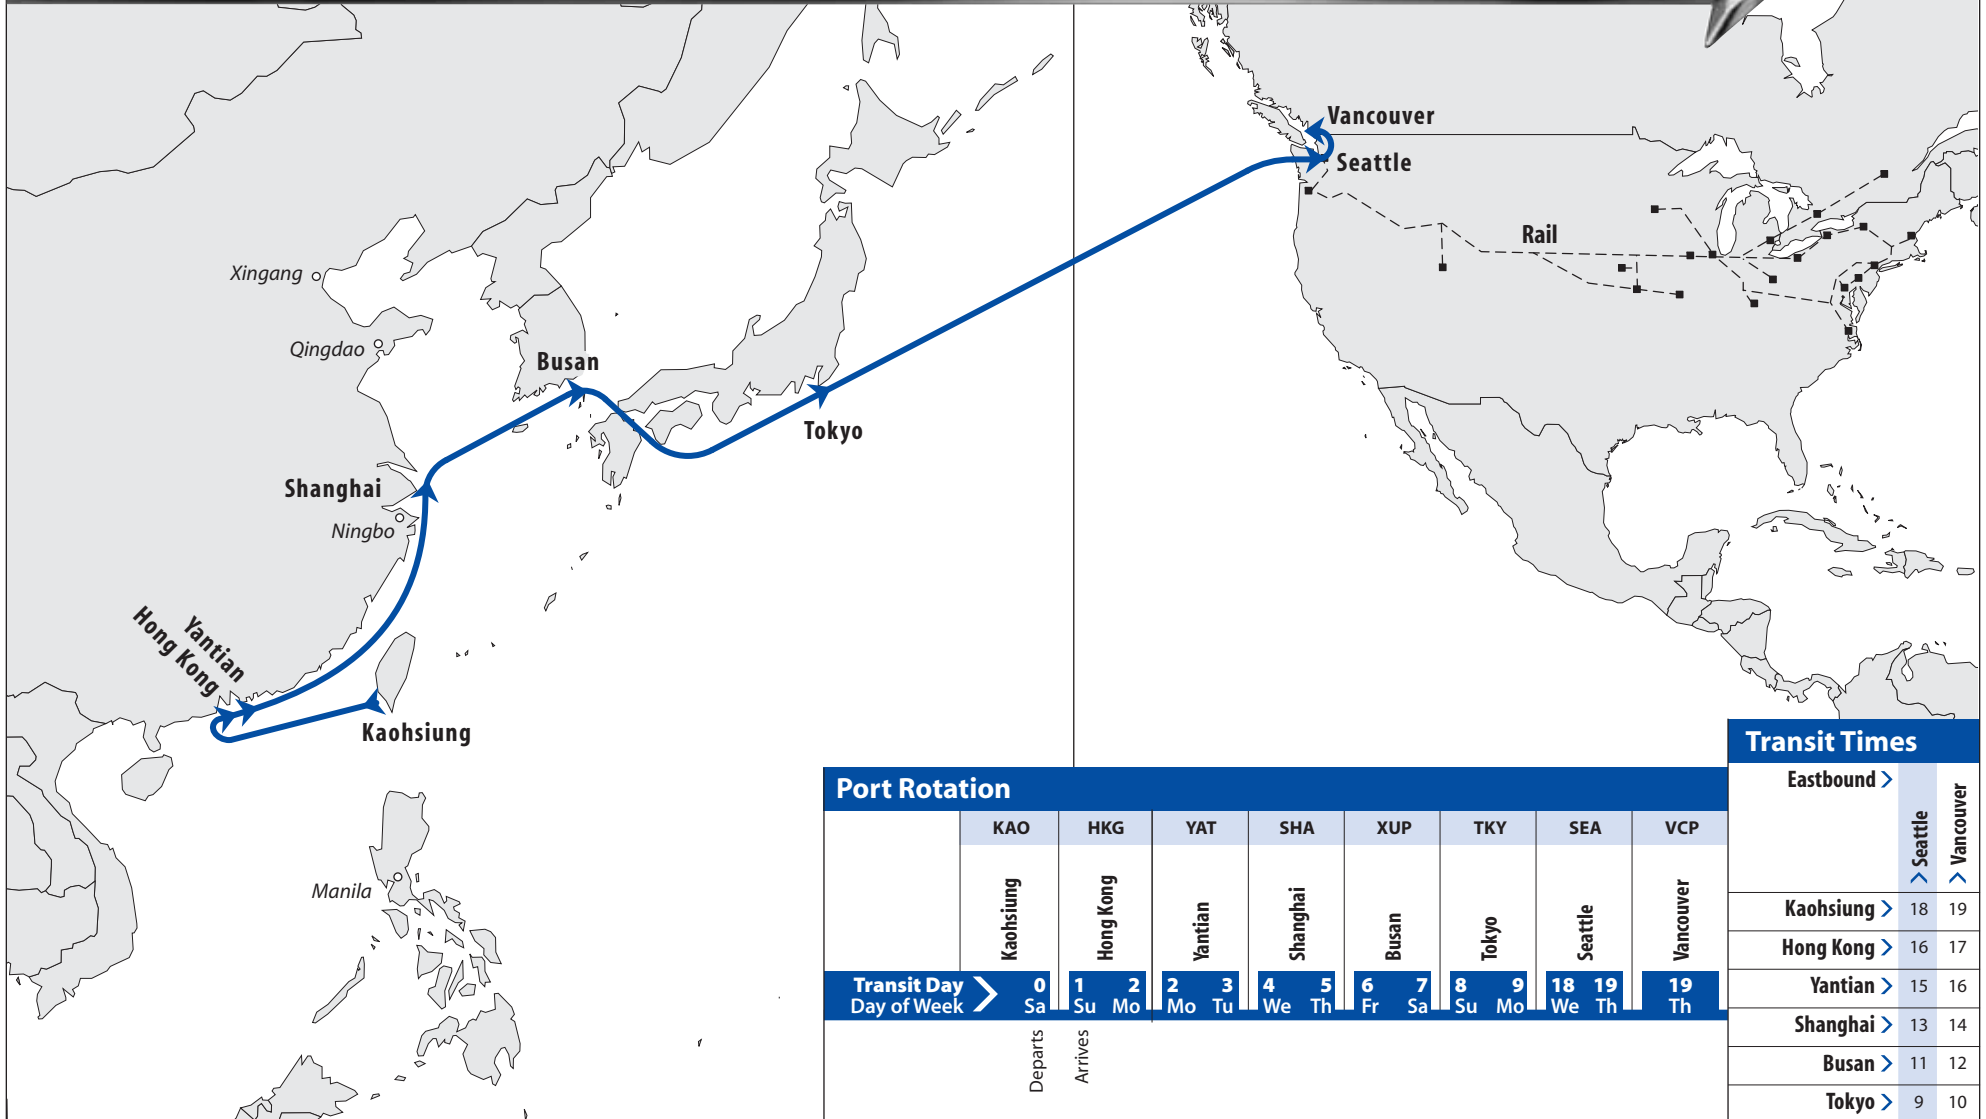 Vancouver
Seattle
Rail
Xingang
Qingdao
Busan
Tokyo
Shanghai
Ningbo
Yantian
Hong Kong
Kaohsiung
Manila
Port Rotation
KAO HKG YAT SHA XUP TKY SEA VCP
Kaohsiung Hong Kong Yantian Shanghai Busan Tokyo Seattle Vancouver
Transit Day 0 1 2 2 3 4 5 6 7 8 9 18 19 19
Day of Week Sa Su Mo Mo Tu We Th Fr Sa Su Mo We Th Th
Departs Arrives
Transit Times
Eastbound
Seattle Vancouver
Kaohsiung 18 19
Hong Kong 16 17
Yantian 15 16
Shanghai 13 14
Busan 11 12
Tokyo 9 10